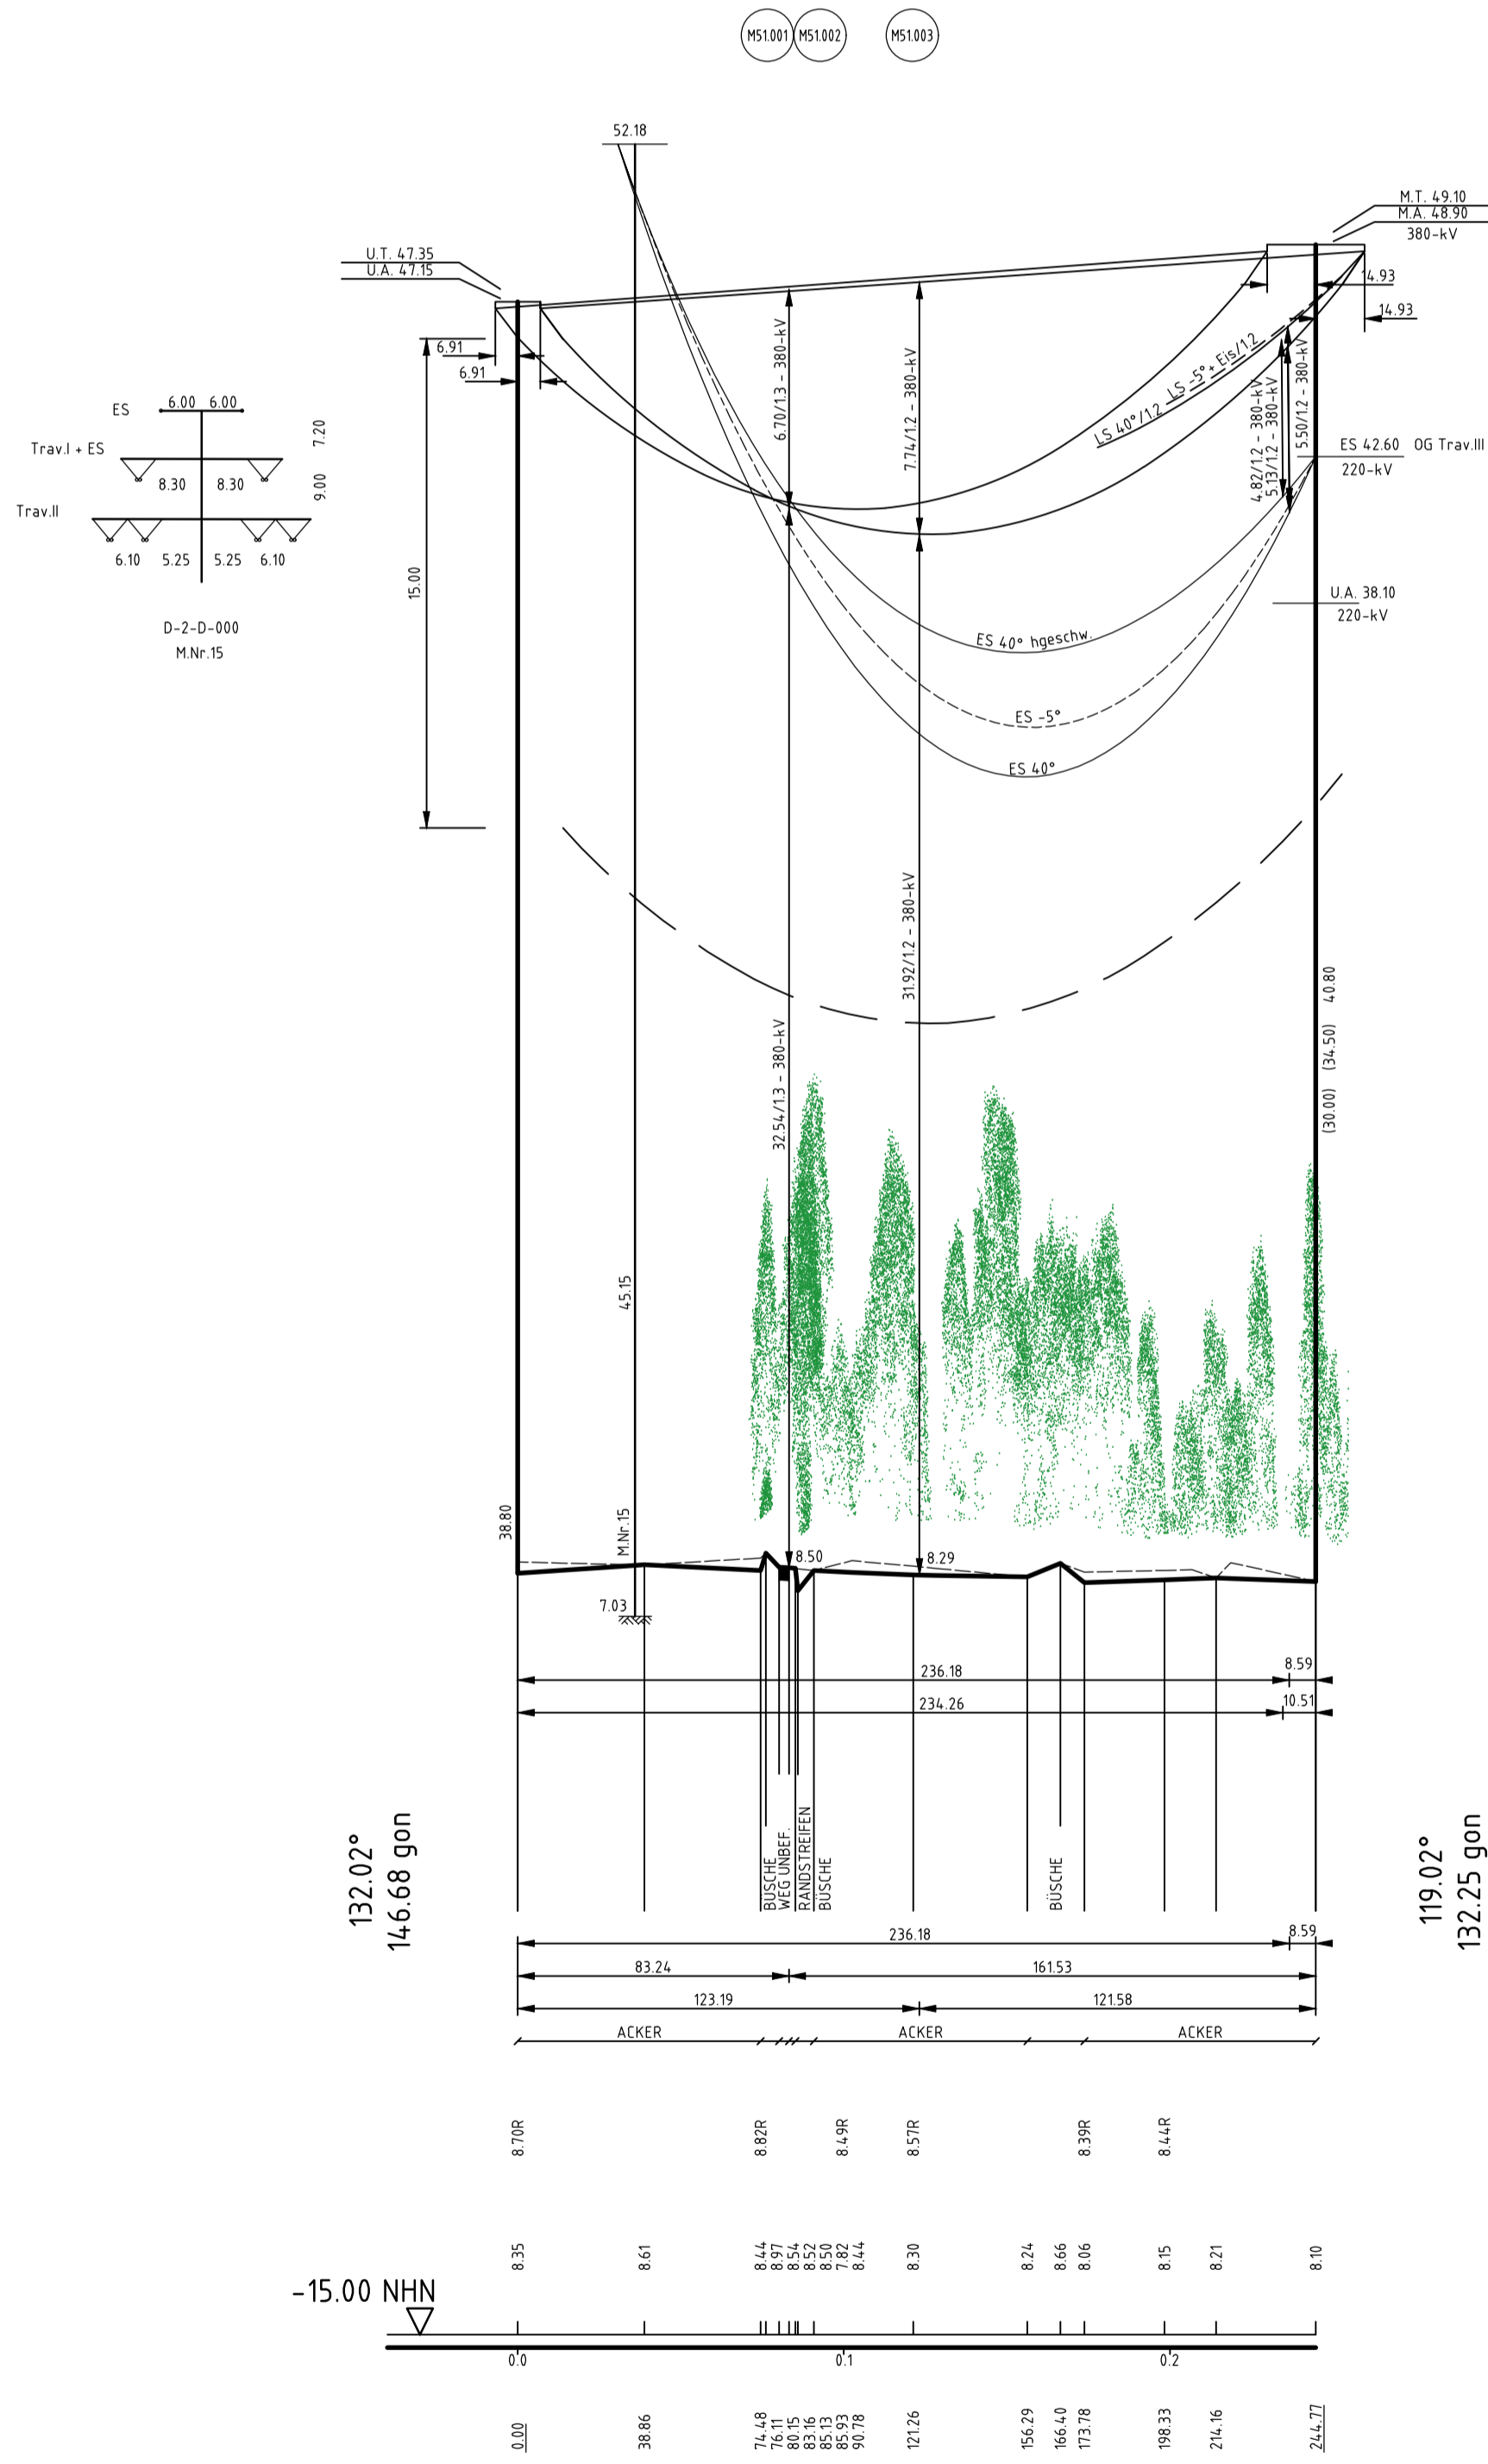 M51.001
M51.002
M51.003
52.18
M.T. 49.10
M.A. 48.90
380-kV
U.T. 47.35
U.A. 47.15
14.93
14.93
6.91
6.91
6.70/1.3 - 380-kV
7.74/1.2 - 380-kV
LS 40°/1.2
LS -5°+ Eis/1.2
4.82/1.2 - 380-kV
5.13/1.2 - 380-kV
5.50/1.2 - 380-kV
ES 42.60 OG Trav.III
220-kV
U.A. 38.10
220-kV
ES
6.00 6.00
7.20
Trav.I + ES
8.30 8.30
9.00
Trav.II
6.10 5.25 5.25 6.10
D-2-D-000
M.Nr.15
15.00
ES 40° hgeschw.
ES -5°
ES 40°
31.92/1.2 - 380-kV
32.54/1.3 - 380-kV
(30.00) (34.50) 40.80
45.15
38.80
M.Nr.15
8.50
8.29
7.03
236.18
8.59
234.26
10.51
132.02°
146.68 gon
119.02°
132.25 gon
BÜSCHE
WEG UNBEF.
RANDSTREIFEN
BÜSCHE
BÜSCHE
236.18
8.59
83.24
161.53
123.19
121.58
ACKER
ACKER
ACKER
8.70R
8.82R
8.49R
8.57R
8.39R
8.44R
8.35
8.61
8.44
8.97
8.54
8.52
8.50
7.82
8.44
8.30
8.24
8.66
8.06
8.15
8.21
8.10
-15.00 NHN
0.0
0.1
0.2
0.00
38.86
74.48
76.11
80.15
83.16
85.13
85.93
90.78
121.26
156.29
166.40
173.78
198.33
214.16
244.77